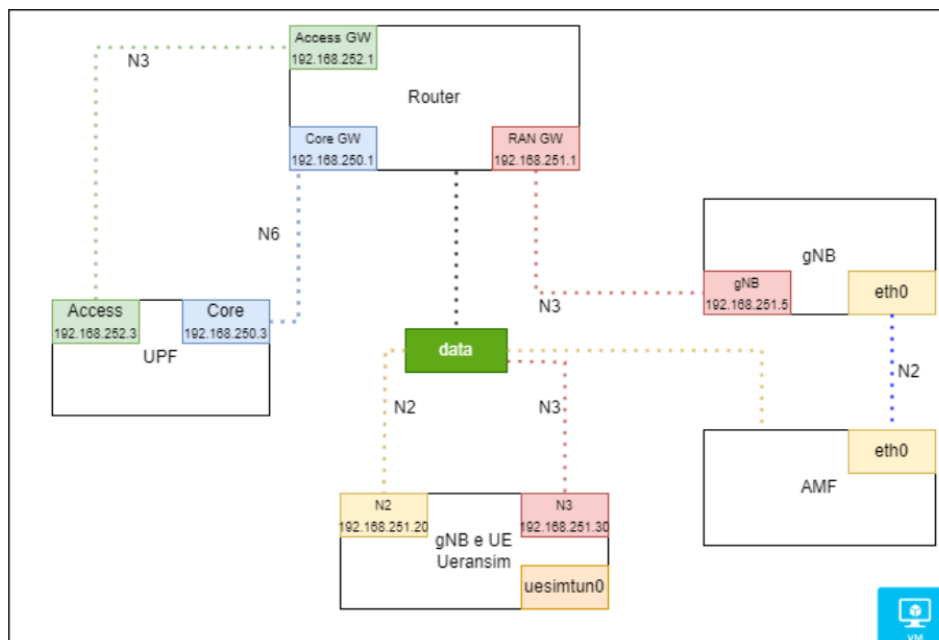 Access GW
192.168.252.1
N3
Router
Core GW
192.168.250.1
RAN GW
192.168.251.1
N6
gNB
gNB
192.168.251.5
eth0
N3
Access
192.168.252.3
Core
192.168.250.3
UPF
data
N2
N2
N3
eth0
AMF
N2
192.168.251.20
N3
192.168.251.30
gNB e UE
Ueransim
uesimtun0
VM